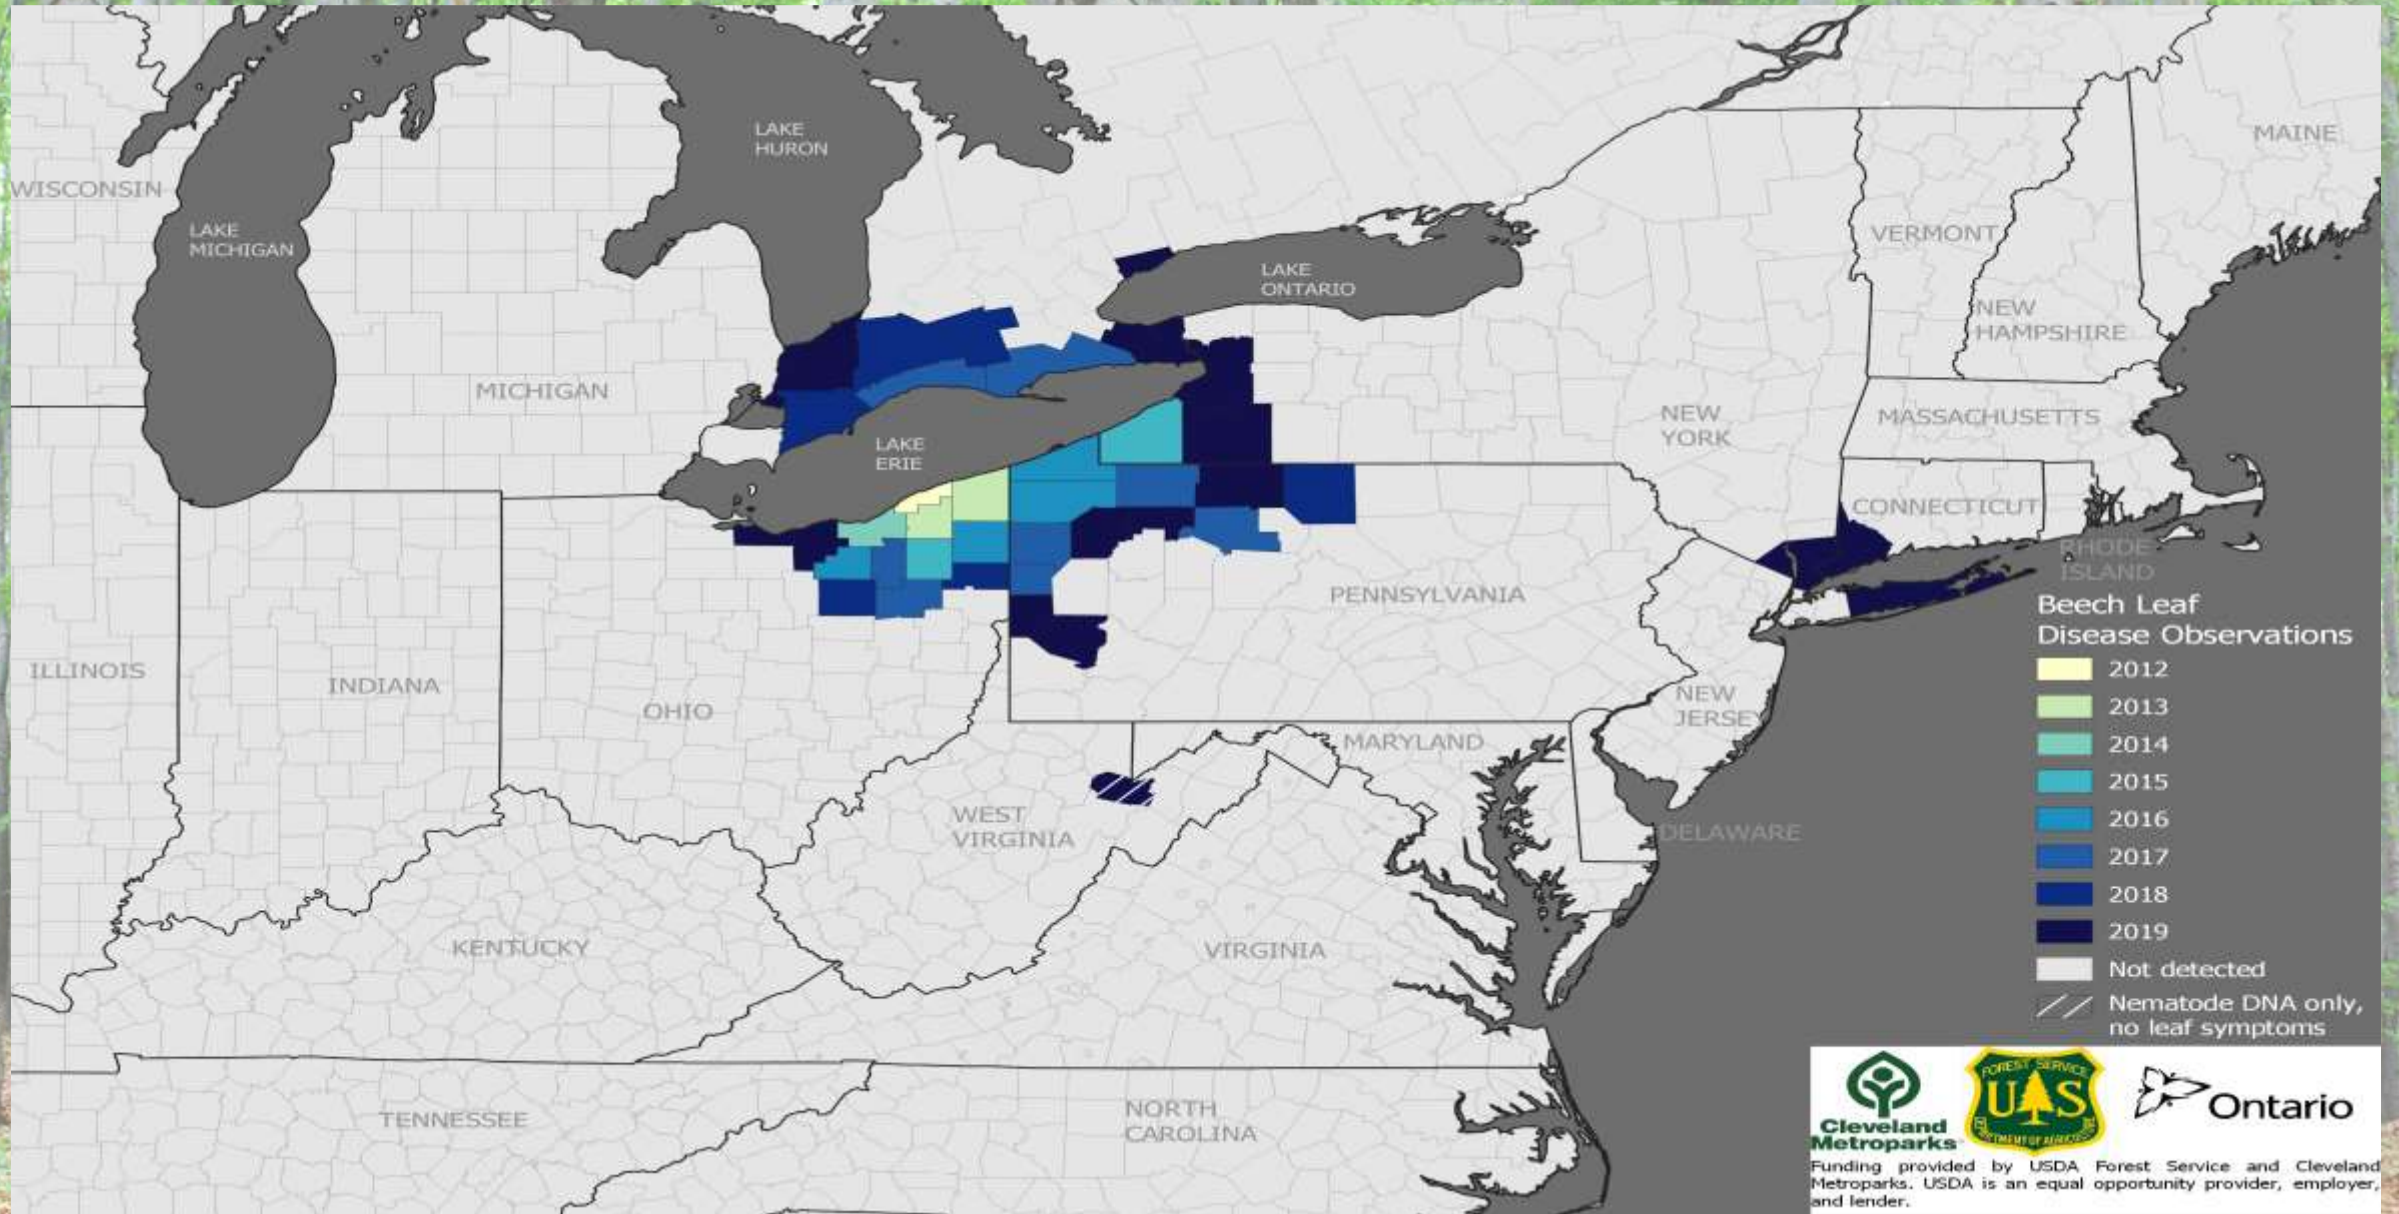 LAKE
HURON
MAINE
WISCONSIN
LAKE
MICHIGAN
VERMONT
LAKE
ONTARIO
NEW
HAMPSHIRE
MICHIGAN
NEW
YORK
MASSACHUSETTS
LAKE
ERIE
CONNECTICUT
RHODE
ISLAND
PENNSYLVANIA
ILLINOIS
INDIANA
OHIO
NEW
JERSEY
MARYLAND
WEST
VIRGINIA
DELAWARE
KENTUCKY
VIRGINIA
TENNESSEE
NORTH
CAROLINA
Beech Leaf
Disease Observations
2012
2013
2014
2015
2016
2017
2018
2019
Not detected
Nematode DNA only,
no leaf symptoms
Cleveland
Metroparks
FOREST SERVICE
UAS
DEPARTMENT OF AGRICULTURE
Ontario
Funding provided by USDA Forest Service and Cleveland
Metroparks. USDA is an equal opportunity provider, employer,
and lender.